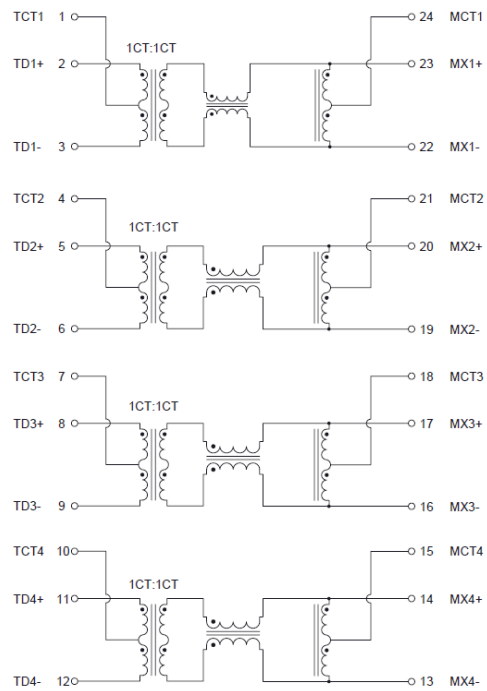 TCT1 1 24 MCT1
1CT:1CT
TD1+ 2 23 MX1+
TD1- 3 22 MX1-
TCT2 4 21 MCT2
1CT:1CT
TD2+ 5 20 MX2+
TD2- 6 19 MX2-
TCT3 7 18 MCT3
1CT:1CT
TD3+ 8 17 MX3+
TD3- 9 16 MX3-
TCT4 10 15 MCT4
1CT:1CT
TD4+ 11 14 MX4+
TD4- 12 13 MX4-